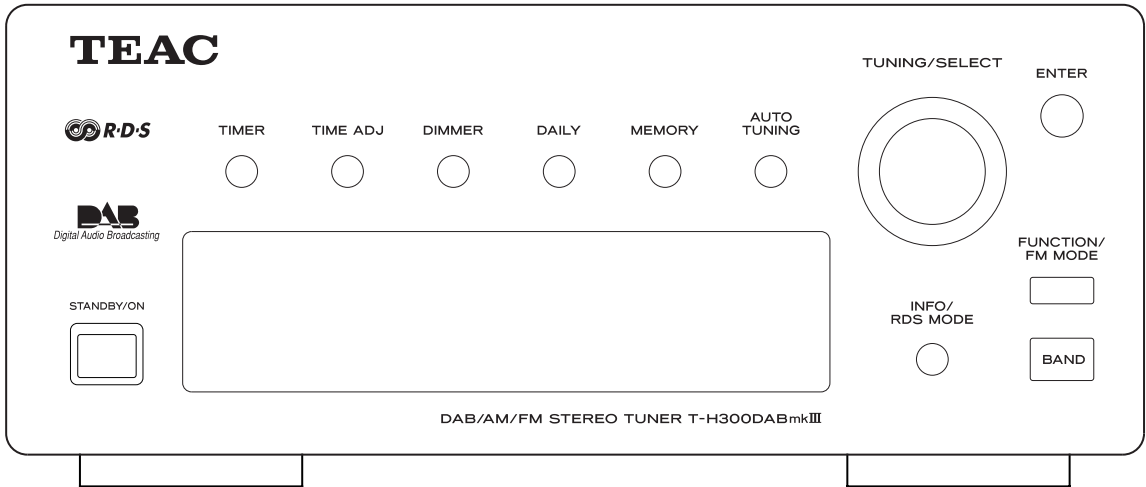 TEAC
TUNING/SELECT
ENTER
R·D·S
TIMER
TIME ADJ
DIMMER
DAILY
MEMORY
AUTO
TUNING
DAB
Digital Audio Broadcasting
FUNCTION/
FM MODE
STANDBY/ON
INFO/
RDS MODE
BAND
DAB/AM/FM STEREO TUNER T-H300DABmkIII